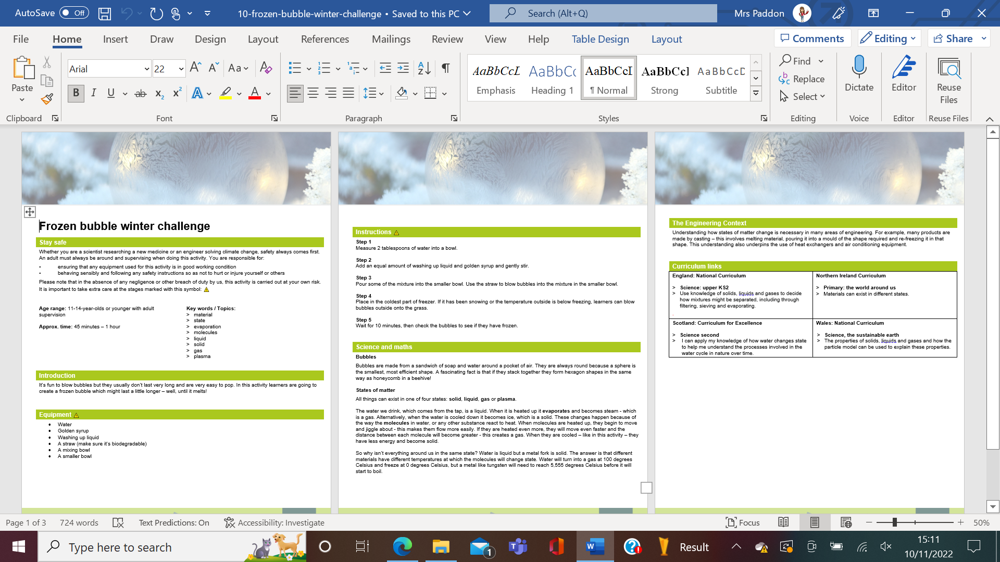 AutoSave Off
10-frozen-bubble-winter-challenge • Saved to this PC
Search (Alt+Q)
Mrs Paddon
File Home Insert Draw Design Layout References Mailings Review View Help Table Design Layout
Comments Editing Share
Paste
Arial 22
Aa
B I U ab x2 x2 A A
AaBbCcL AaBbCc AaBbCcI AaBbCcl AaBbCcD
Emphasis Heading 1 ¶ Normal Strong Subtitle
Find
Replace
Select
Dictate
Editor
Reuse
Files
Clipboard Font Paragraph Styles Editing Voice Editor Reuse Files
Frozen bubble winter challenge
Stay safe
Whether you are a scientist researching a new medicine or an engineer solving climate change, safety always comes first.
An adult must always be around and supervising when doing this activity. You are responsible for:
• ensuring that any equipment used for this activity is in good working condition
• behaving sensibly and following any safety instructions so as not to hurt or injure yourself or others
Please note that in the absence of any negligence or other breach of duty by us, this activity is carried out at your own risk.
It is important to take extra care at the stages marked with this symbol:
Age range: 11-14-year-olds or younger with adult
supervision
Approx. time: 45 minutes – 1 hour
Key words / Topics:
> material
> state
> evaporation
> molecules
> liquid
> solid
> gas
> plasma
Introduction
It's fun to blow bubbles but they usually don't last very long and are very easy to pop. In this activity learners are going to
create a frozen bubble which might last a little longer – well, until it melts!
Equipment
• Water
• Golden syrup
• Washing up liquid
• A straw (make sure it's biodegradable)
• A mixing bowl
• A smaller bowl
Instructions
Step 1
Measure 2 tablespoons of water into a bowl.
Step 2
Add an equal amount of washing up liquid and golden syrup and gently stir.
Step 3
Pour some of the mixture into the smaller bowl. Use the straw to blow bubbles into the mixture in the smaller bowl.
Step 4
Place in the coldest part of freezer. If it has been snowing or the temperature outside is below freezing, learners can blow
bubbles outside onto the grass.
Step 5
Wait for 10 minutes, then check the bubbles to see if they have frozen.
Science and maths
Bubbles
Bubbles are made from a sandwich of soap and water around a pocket of air. They are always round because a sphere is
the smallest, most efficient shape. A fascinating fact is that if they stack together they form hexagon shapes in the same
way as honeycomb in a beehive!
States of matter
All things can exist in one of four states: solid, liquid, gas or plasma.
The water we drink, which comes from the tap, is a liquid. When it is heated up it evaporates and becomes steam - which
is a gas. Alternatively, when the water is cooled down it becomes ice, which is a solid. These changes happen because of
the way the molecules in water, or any other substance react to heat. When molecules are heated up, they begin to move
and jiggle about - this makes them flow more easily. If they are heated even more, they will move even faster and the
distance between each molecule will become greater - this creates a gas. When they are cooled – like in this activity – they
have less energy and become solid.
So why isn't everything around us in the same state? Water is liquid but a metal fork is solid. The answer is that different
materials have different temperatures at which the molecules will change state. Water will turn into a gas at 100 degrees
Celsius and freeze at 0 degrees Celsius, but a metal like tungsten will need to reach 5,555 degrees Celsius before it will
start to boil.
The Engineering Context
Understanding how states of matter change is necessary in many areas of engineering. For example, many products are
made by casting – this involves melting material, pouring it into a mould of the shape required and re-freezing it in that
shape. This understanding also underpins the use of heat exchangers and air conditioning equipment.
Curriculum links
England: National Curriculum
> Science: upper KS2
> Use knowledge of solids, liquids and gases to decide
how mixtures might be separated, including through
filtering, sieving and evaporating.
.
Northern Ireland Curriculum
> Primary: the world around us
> Materials can exist in different states.
Scotland: Curriculum for Excellence
> Science second
> I can apply my knowledge of how water changes state
to help me understand the processes involved in the
water cycle in nature over time.
Wales: National Curriculum
> Science, the sustainable earth
> The properties of solids, liquids and gases and how the
particle model can be used to explain these properties.
Page 1 of 3 724 words Text Predictions: On Accessibility: Investigate Focus 50%
Type here to search
1
Result
15:11
10/11/2022